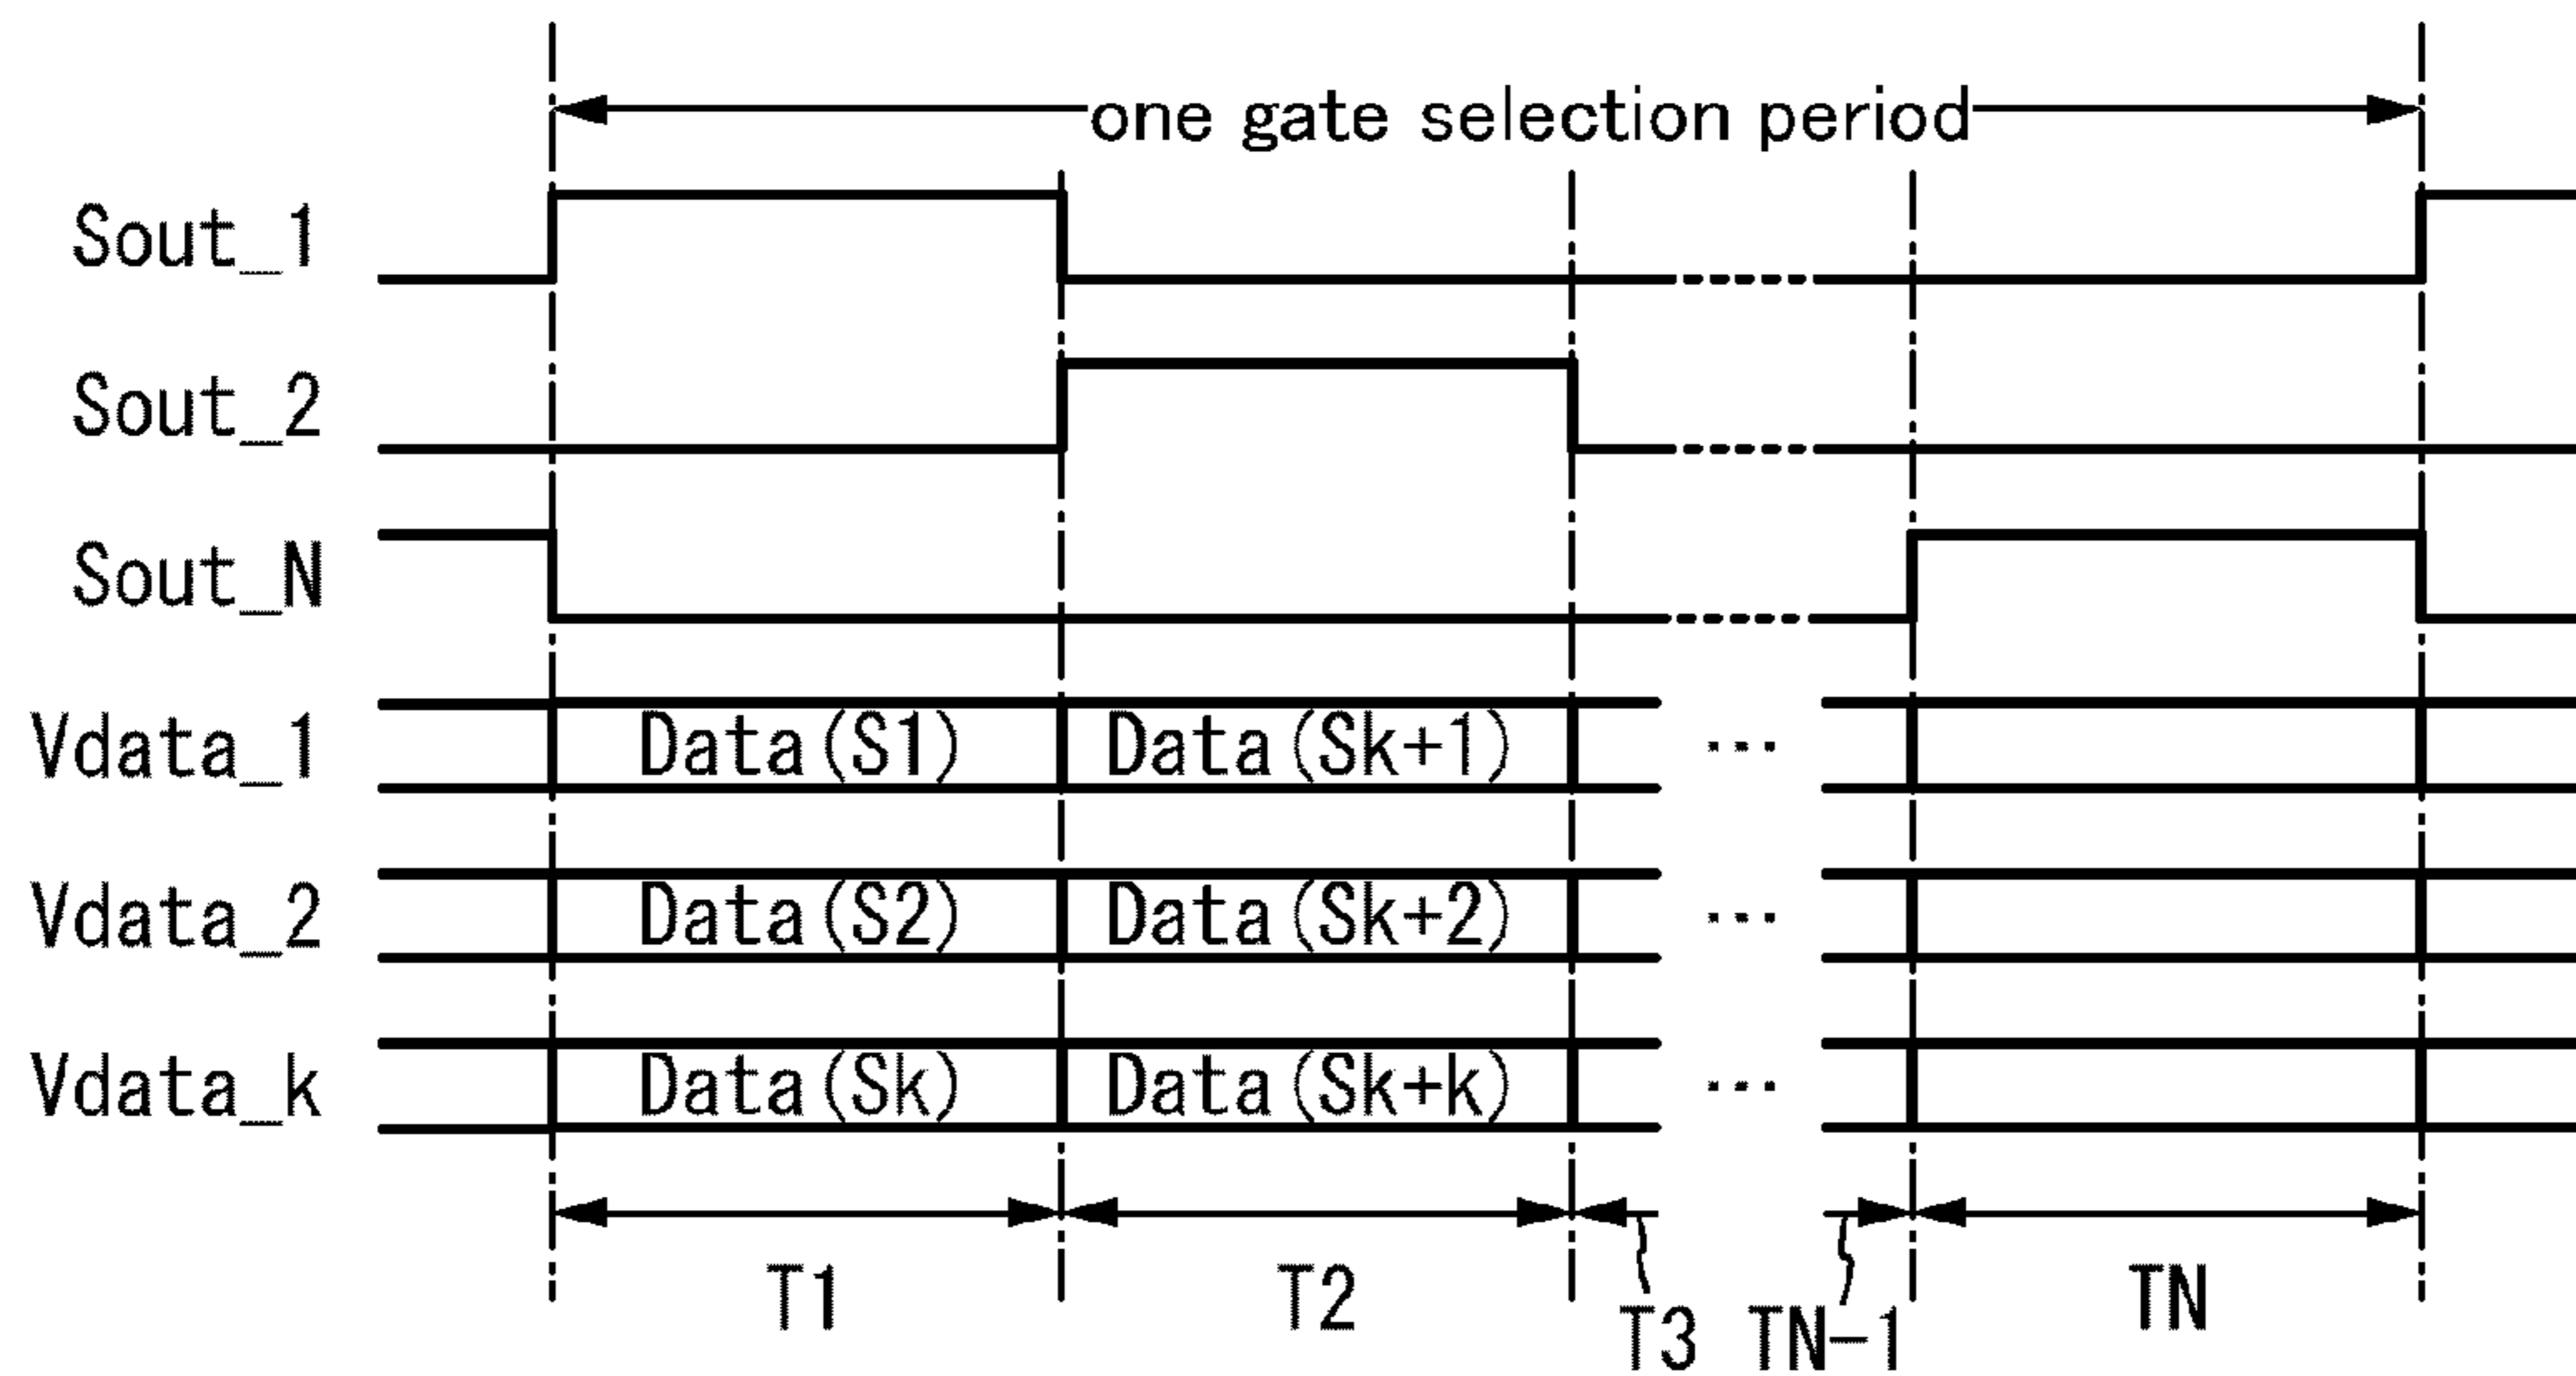 one gate selection period
Sout_1
Sout_2
Sout_N
Vdata_1 Data(S1) Data(Sk+1) ...
Vdata_2 Data(S2) Data(Sk+2) ...
Vdata_k Data(Sk) Data(Sk+k) ...
T1 T2 T3 TN-1 TN